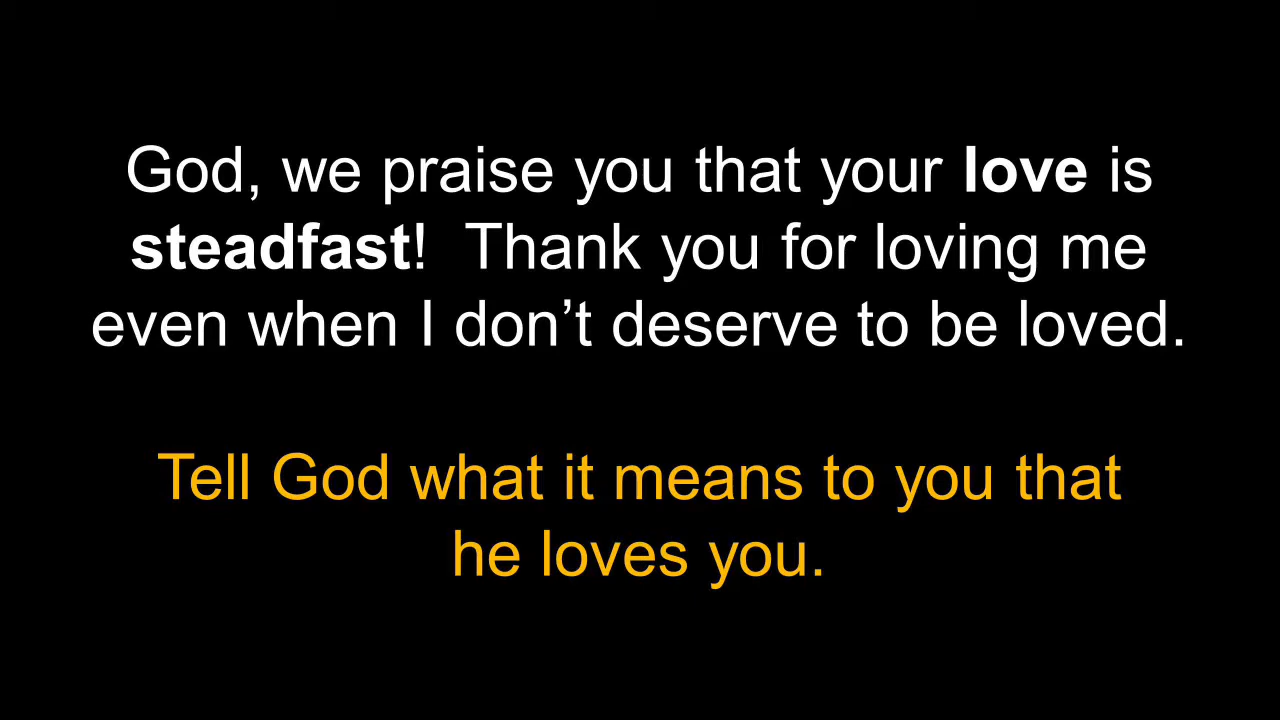 God, we praise you that your love is
steadfast!  Thank you for loving me
even when I don’t deserve to be loved.
Tell God what it means to you that
he loves you.